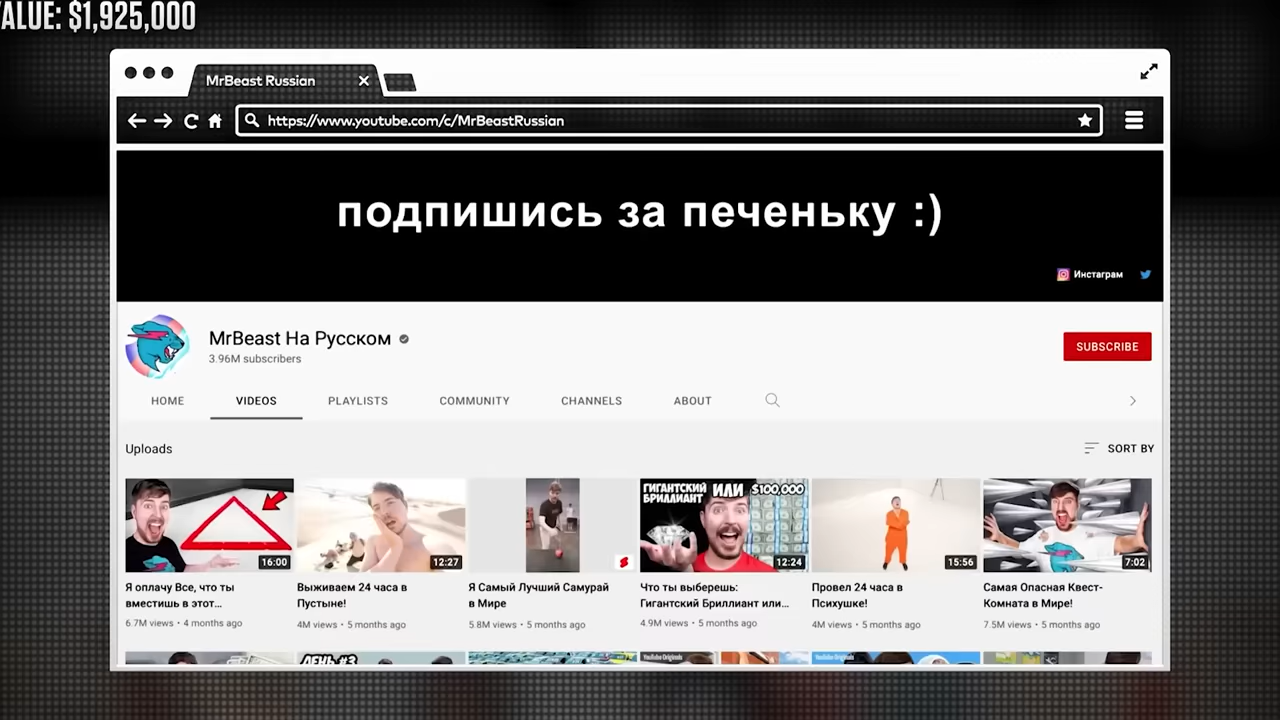 ALUE: $1,925,000
MrBeast Russian
https://www.youtube.com/c/MrBeastRussian
подпишись за печеньку :)
Инстаграм
MrBeast На Русском
3.96M subscribers
SUBSCRIBE
HOME VIDEOS PLAYLISTS COMMUNITY CHANNELS ABOUT
Uploads
SORT BY
ГИГАНТСКИЙ БРИЛЛИАНТ ИЛИ $100,000
16:00 12:27 12:24 15:56 7:02
Я оплачу Все, что ты
вместишь в этот...
6.7M views • 4 months ago
Выживаем 24 часа в
Пустыне!
4M views • 5 months ago
Я Самый Лучший Самурай
в Мире
5.8M views • 5 months ago
Что ты выберешь:
Гигантский Бриллиант или...
4.9M views • 5 months ago
Провел 24 часа в
Психушке!
4M views • 5 months ago
Самая Опасная Квест-
Комната в Мире!
7.5M views • 5 months ago
ДЕНЬ #3
YouTube Originals
YouTube Originals